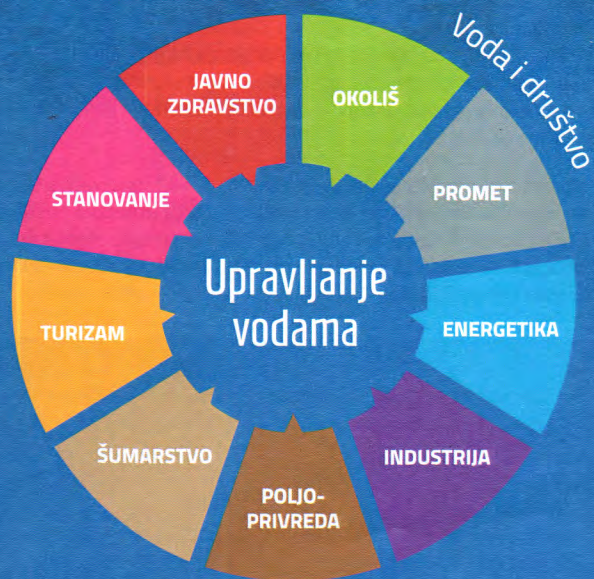 Voda i društvo
JAVNO
ZDRAVSTVO
OKOLIŠ
STANOVANJE
PROMET
Upravljanje
vodama
TURIZAM
ENERGETIKA
ŠUMARSTVO
INDUSTRIJA
POLJO-
PRIVREDA